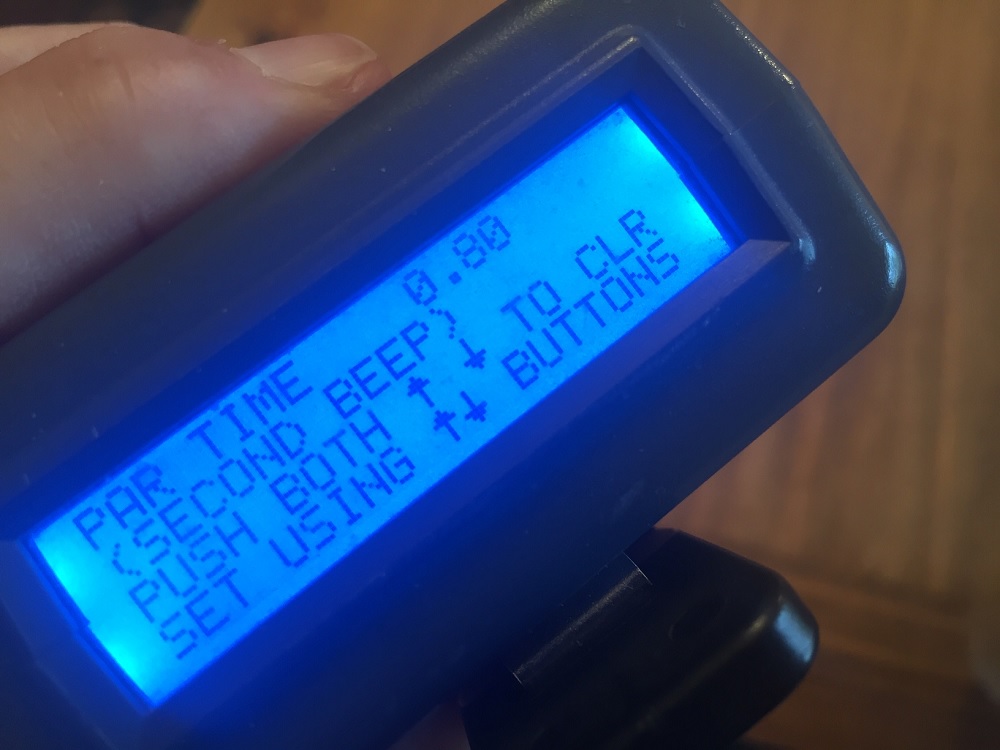 PAR TIME 0.80
(SECOND BEEP)
PUSH BOTH ↑ ↓ TO CLR
SET USING ↑↓ BUTTONS